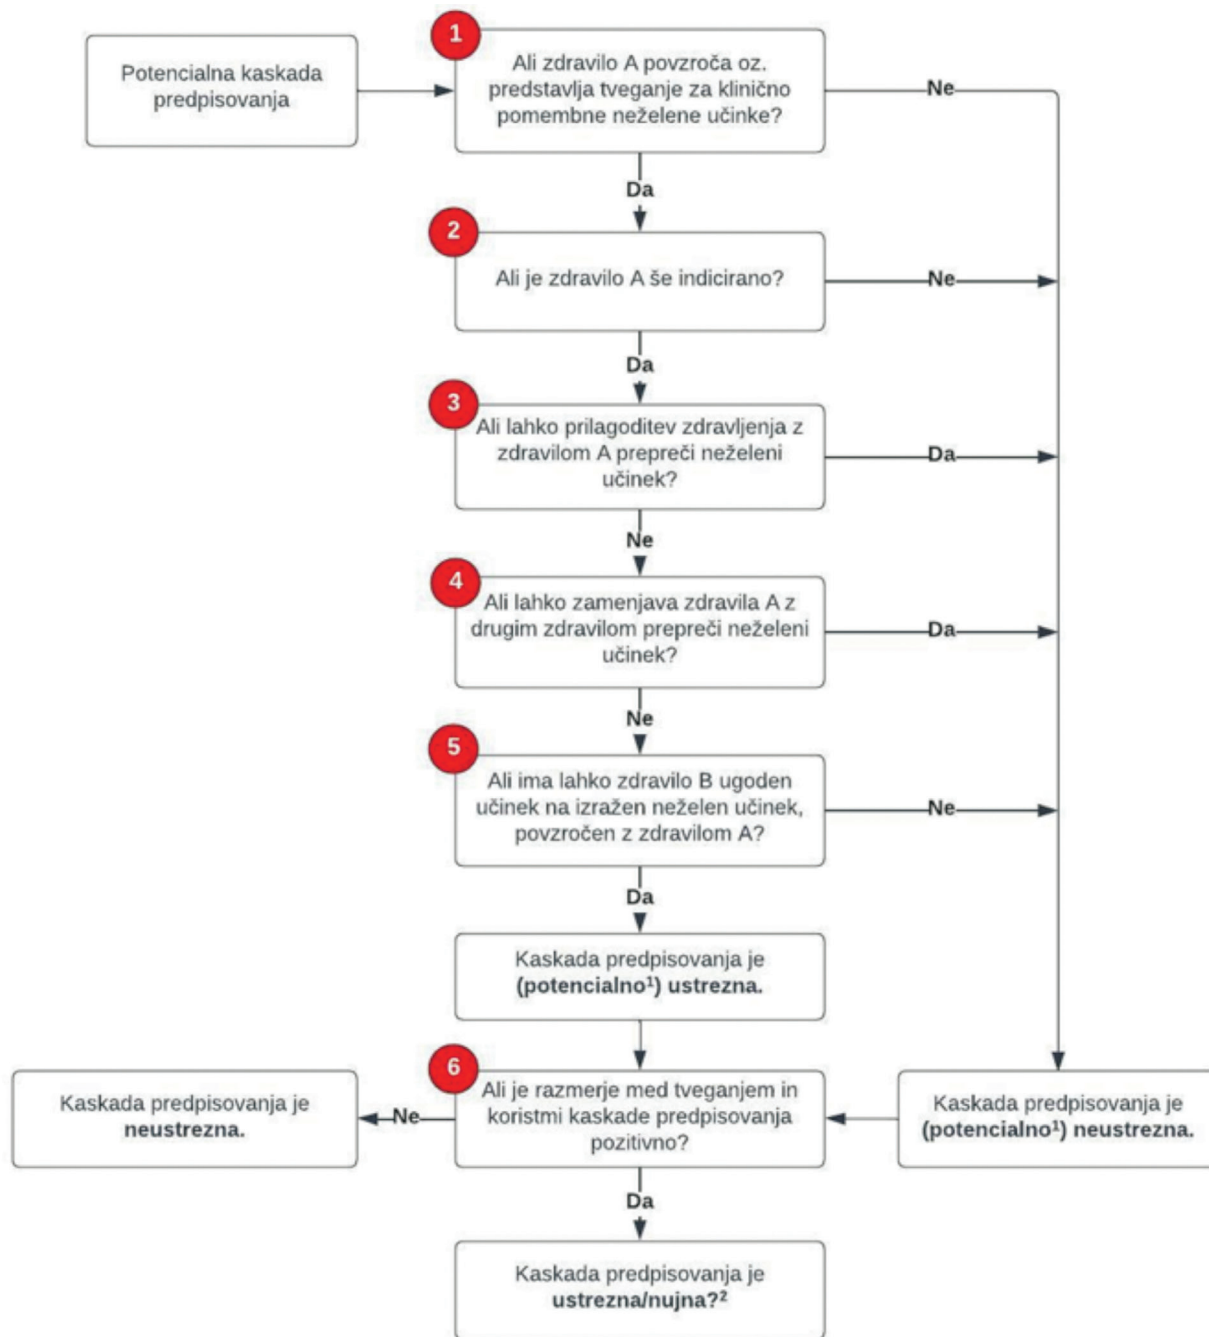 Potencialna kaskada
predpisovanja
1
Ali zdravilo A povzroča oz.
predstavlja tveganje za klinično
pomembne neželene učinke?
Ne
Da
2
Ali je zdravilo A še indicirano?
Ne
Da
3
Ali lahko prilagoditev zdravljenja z
zdravilom A prepreči neželeni
učinek?
Da
Ne
4
Ali lahko zamenjava zdravila A z
drugim zdravilom prepreči neželeni
učinek?
Da
Ne
5
Ali ima lahko zdravilo B ugoden
učinek na izražen neželen učinek,
povzročen z zdravilom A?
Ne
Da
Kaskada predpisovanja je
(potencialno¹) ustrezna.
6
Ali je razmerje med tveganjem in
koristmi kaskade predpisovanja
pozitivno?
Ne
Kaskada predpisovanja je
neustrezna.
Kaskada predpisovanja je
(potencialno¹) neustrezna.
Da
Kaskada predpisovanja je
ustrezna/nujna?²